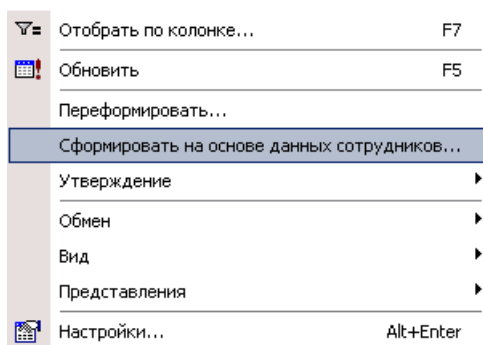 Отобрать по колонке... F7
Обновить F5
Переформировать...
Сформировать на основе данных сотрудников...
Утверждение
Обмен
Вид
Представления
Настройки... Alt+Enter